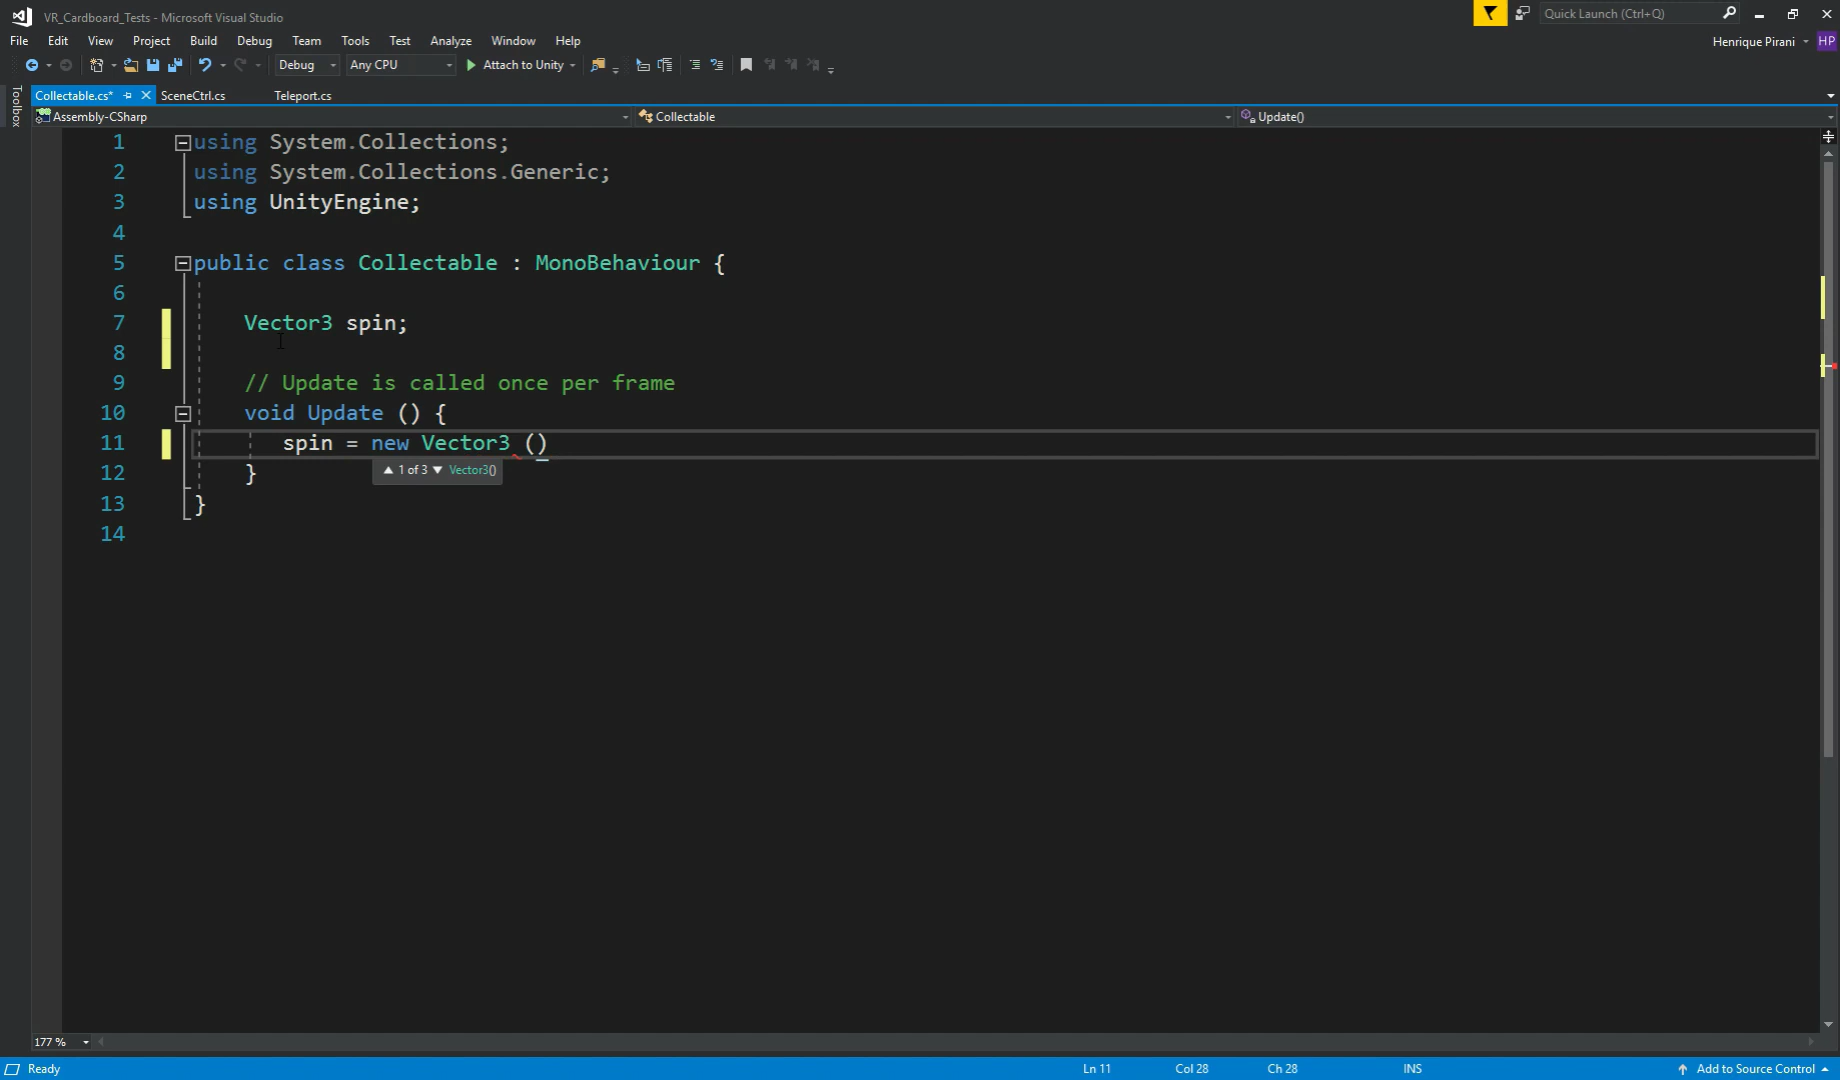 VR_Cardboard_Tests - Microsoft Visual Studio
Quick Launch (Ctrl+Q)
File Edit View Project Build Debug Team Tools Test Analyze Window Help
Henrique Pirani HP
Debug Any CPU Attach to Unity
Toolbox
Collectable.cs* SceneCtrl.cs Teleport.cs
Assembly-CSharp Collectable Update()
1 using System.Collections;
2 using System.Collections.Generic;
3 using UnityEngine;
4
5 public class Collectable : MonoBehaviour {
6
7 Vector3 spin;
8
9 // Update is called once per frame
10 void Update () {
11 spin = new Vector3 ()
▲ 1 of 3 ▼ Vector3()
12 }
13 }
14
177 %
Ready Ln 11 Col 28 Ch 28 INS Add to Source Control